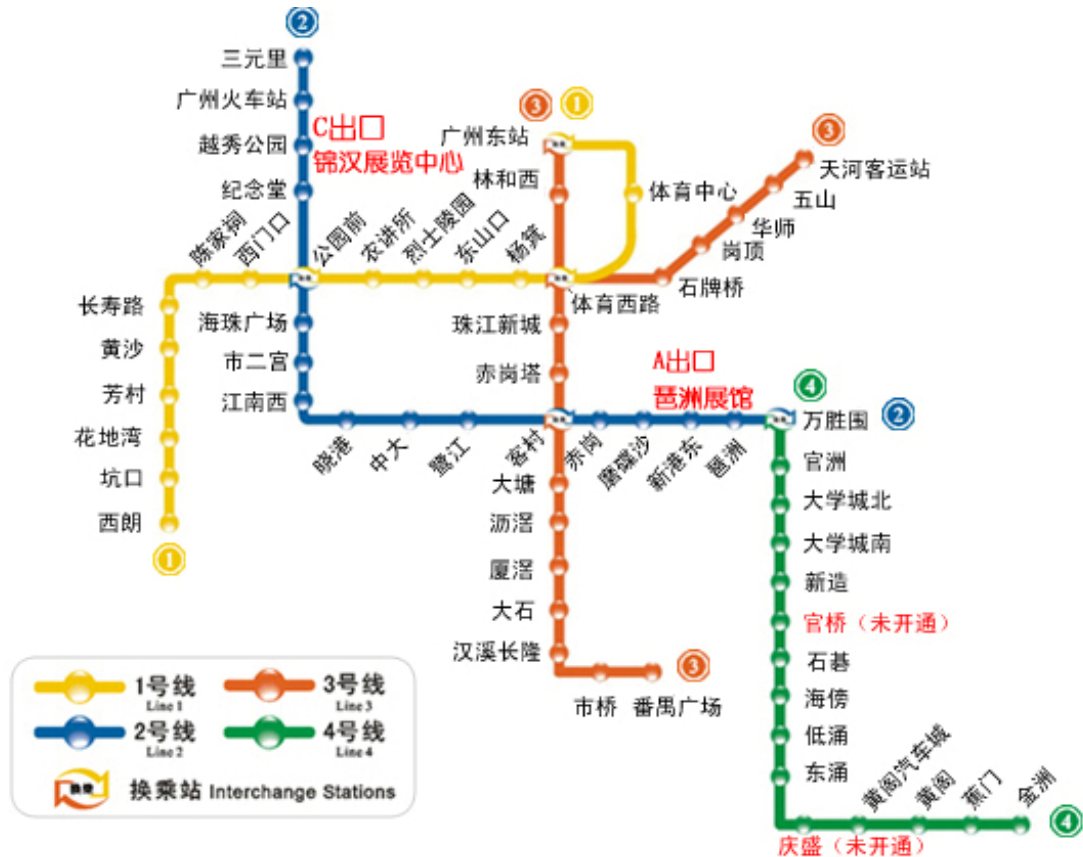 2
三元里
广州火车站
越秀公园
C出口
锦汉展览中心
纪念堂
3
1
广州东站
林和西
体育中心
3
天河客运站
五山
华师
岗顶
石牌桥
陈家祠
西门口
公园前
农讲所
烈士陵园
东山口
杨箕
体育西路
长寿路
黄沙
芳村
花地湾
坑口
西朗
1
海珠广场
市二宫
江南西
珠江新城
赤岗塔
A出口
琶洲展馆
4
万胜围
2
晓港
中大
鹭江
客村
赤岗
磨碟沙
新港东
琶洲
大塘
沥滘
厦滘
大石
汉溪长隆
市桥
番禺广场
3
官洲
大学城北
大学城南
新造
官桥（未开通）
石碁
海傍
低涌
东涌
庆盛（未开通）
黄阁汽车城
黄阁
蕉门
金洲
4
1号线
Line 1
3号线
Line 3
2号线
Line 2
4号线
Line 4
换乘
换乘站 Interchange Stations